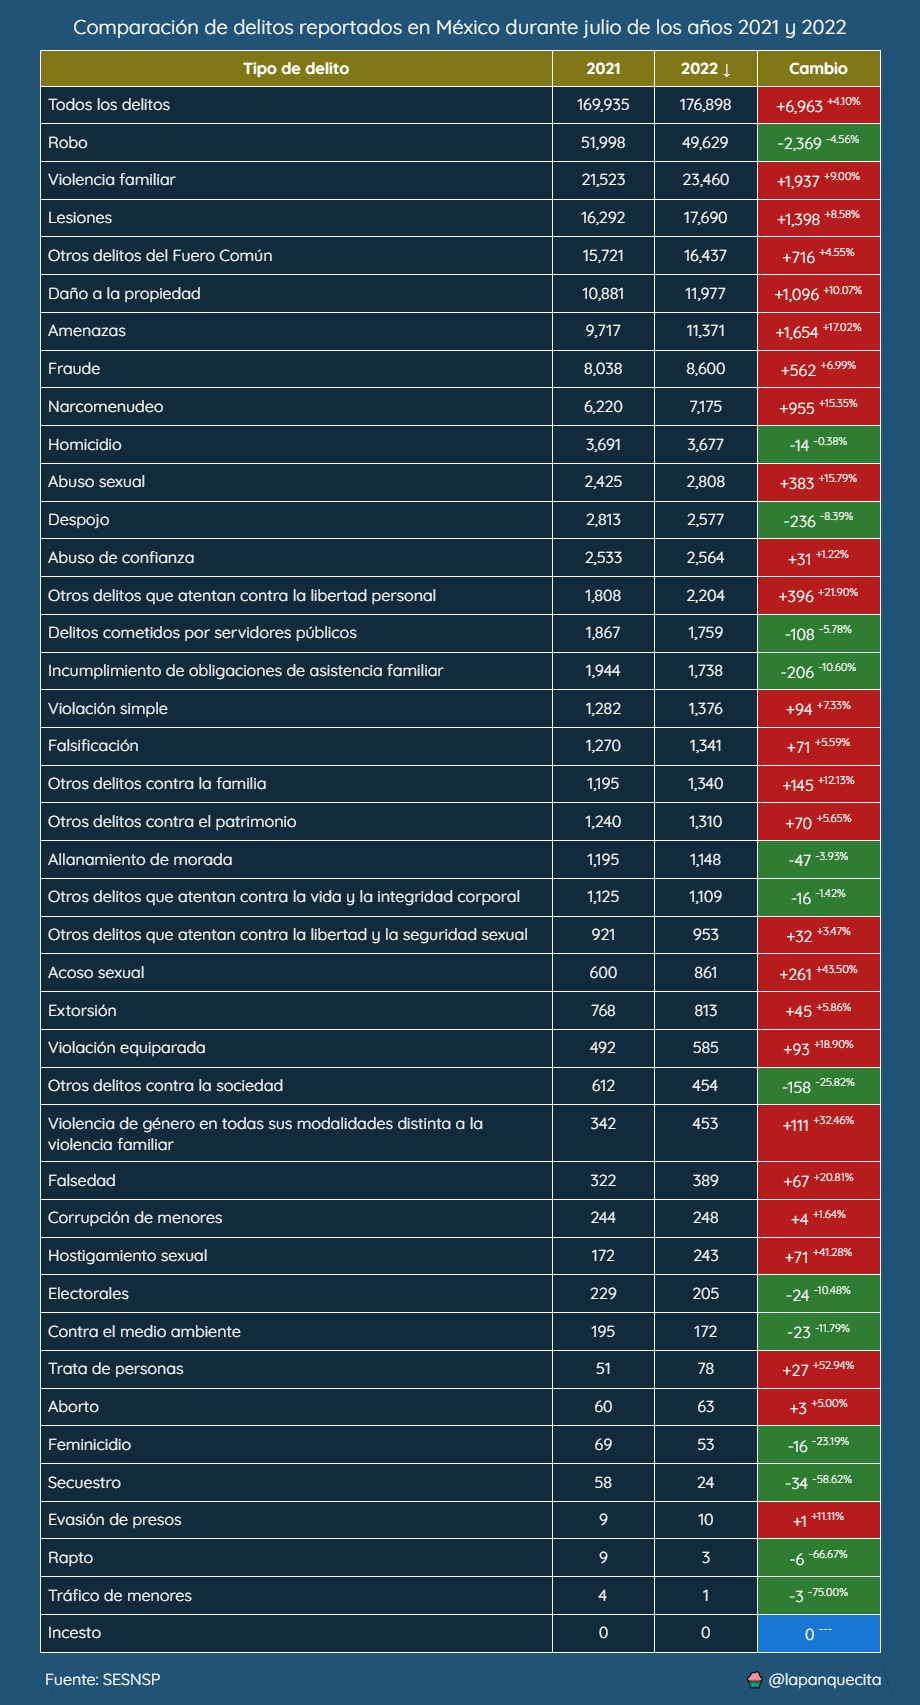 Comparación de delitos reportados en México durante julio de los años 2021 y 2022
Tipo de delito 2021 2022 ↓ Cambio
Todos los delitos 169,935 176,898 +6,963 +4.10%
Robo 51,998 49,629 -2,369 -4.56%
Violencia familiar 21,523 23,460 +1,937 +9.00%
Lesiones 16,292 17,690 +1,398 +8.58%
Otros delitos del Fuero Común 15,721 16,437 +716 +4.55%
Daño a la propiedad 10,881 11,977 +1,096 +10.07%
Amenazas 9,717 11,371 +1,654 +17.02%
Fraude 8,038 8,600 +562 +6.99%
Narcomenudeo 6,220 7,175 +955 +15.35%
Homicidio 3,691 3,677 -14 -0.38%
Abuso sexual 2,425 2,808 +383 +15.79%
Despojo 2,813 2,577 -236 -8.39%
Abuso de confianza 2,533 2,564 +31 +1.22%
Otros delitos que atentan contra la libertad personal 1,808 2,204 +396 +21.90%
Delitos cometidos por servidores públicos 1,867 1,759 -108 -5.78%
Incumplimiento de obligaciones de asistencia familiar 1,944 1,738 -206 -10.60%
Violación simple 1,282 1,376 +94 +7.33%
Falsificación 1,270 1,341 +71 +5.59%
Otros delitos contra la familia 1,195 1,340 +145 +12.13%
Otros delitos contra el patrimonio 1,240 1,310 +70 +5.65%
Allanamiento de morada 1,195 1,148 -47 -3.93%
Otros delitos que atentan contra la vida y la integridad corporal 1,125 1,109 -16 -1.42%
Otros delitos que atentan contra la libertad y la seguridad sexual 921 953 +32 +3.47%
Acoso sexual 600 861 +261 +43.50%
Extorsión 768 813 +45 +5.86%
Violación equiparada 492 585 +93 +18.90%
Otros delitos contra la sociedad 612 454 -158 -25.82%
Violencia de género en todas sus modalidades distinta a la 342 453 +111 +32.46%
violencia familiar
Falsedad 322 389 +67 +20.81%
Corrupción de menores 244 248 +4 +1.64%
Hostigamiento sexual 172 243 +71 +41.28%
Electorales 229 205 -24 -10.48%
Contra el medio ambiente 195 172 -23 -11.79%
Trata de personas 51 78 +27 +52.94%
Aborto 60 63 +3 +5.00%
Feminicidio 69 53 -16 -23.19%
Secuestro 58 24 -34 -58.62%
Evasión de presos 9 10 +1 +11.11%
Rapto 9 3 -6 -66.67%
Tráfico de menores 4 1 -3 -75.00%
Incesto 0 0 0 ---
Fuente: SESNSP @lapanquecita